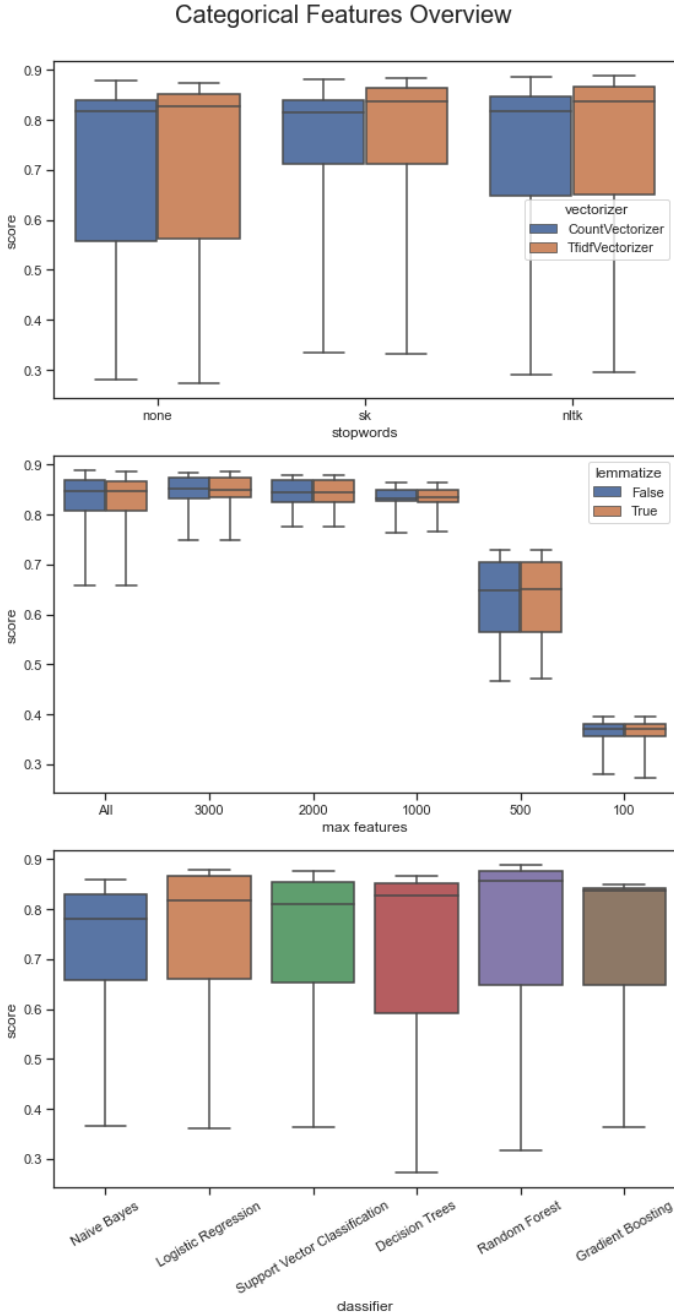 Categorical Features Overview
0.9
0.8
0.7
0.6
0.5
0.4
0.3
score
vectorizer
CountVectorizer
TfidfVectorizer
none sk nltk
stopwords
0.9
0.8
0.7
0.6
0.5
0.4
0.3
score
lemmatize
False
True
All 3000 2000 1000 500 100
max features
0.9
0.8
0.7
0.6
0.5
0.4
0.3
score
Naive Bayes
Logistic Regression
Support Vector Classification
Decision Trees
Random Forest
Gradient Boosting
classifier